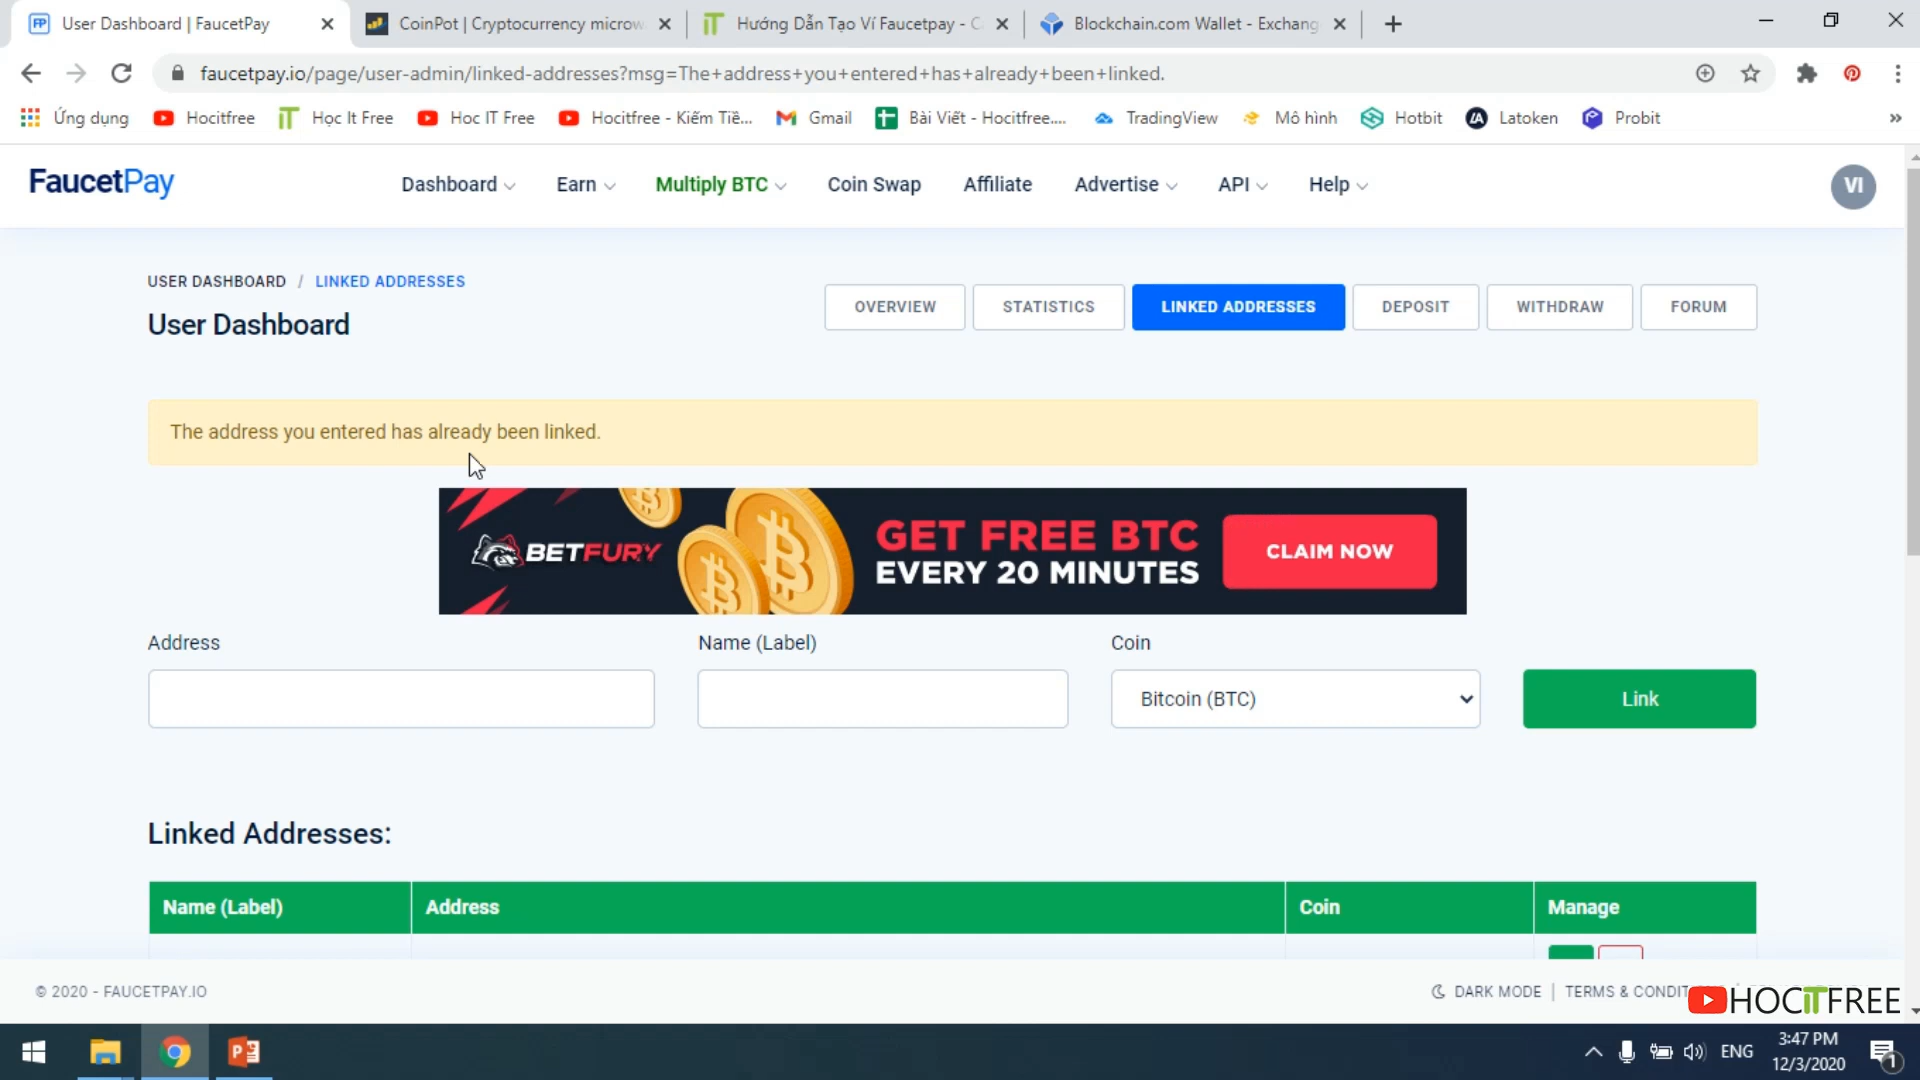 User Dashboard | FaucetPay
CoinPot | Cryptocurrency microw
Hướng Dẫn Tạo Ví Faucetpay - C
Blockchain.com Wallet - Exchang
faucetpay.io/page/user-admin/linked-addresses?msg=The+address+you+entered+has+already+been+linked.
Ứng dụng
Hocitfree
Học It Free
Hoc IT Free
Hocitfree - Kiếm Tiề...
Gmail
Bài Viết - Hocitfree....
TradingView
Mô hình
Hotbit
Latoken
Probit
»
FaucetPay
Dashboard
Earn
Multiply BTC
Coin Swap
Affiliate
Advertise
API
Help
VI
USER DASHBOARD / LINKED ADDRESSES
User Dashboard
OVERVIEW
STATISTICS
LINKED ADDRESSES
DEPOSIT
WITHDRAW
FORUM
The address you entered has already been linked.
BETFURY
GET FREE BTC
EVERY 20 MINUTES
CLAIM NOW
Address
Name (Label)
Coin
Bitcoin (BTC)
Link
Linked Addresses:
Name (Label)
Address
Coin
Manage
© 2020 - FAUCETPAY.IO
DARK MODE | TERMS & CONDIT
HOCITFREE
ENG
3:47 PM
12/3/2020
1